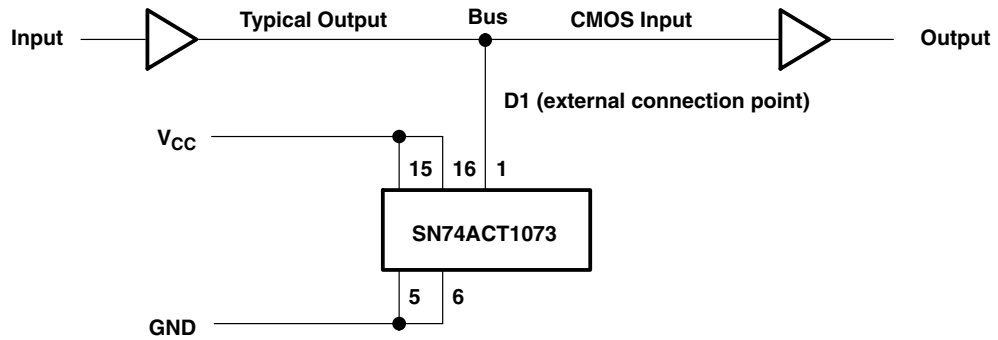 Typical Output Bus CMOS Input
Input Output
D1 (external connection point)
VCC
15 16 1
SN74ACT1073
5 6
GND